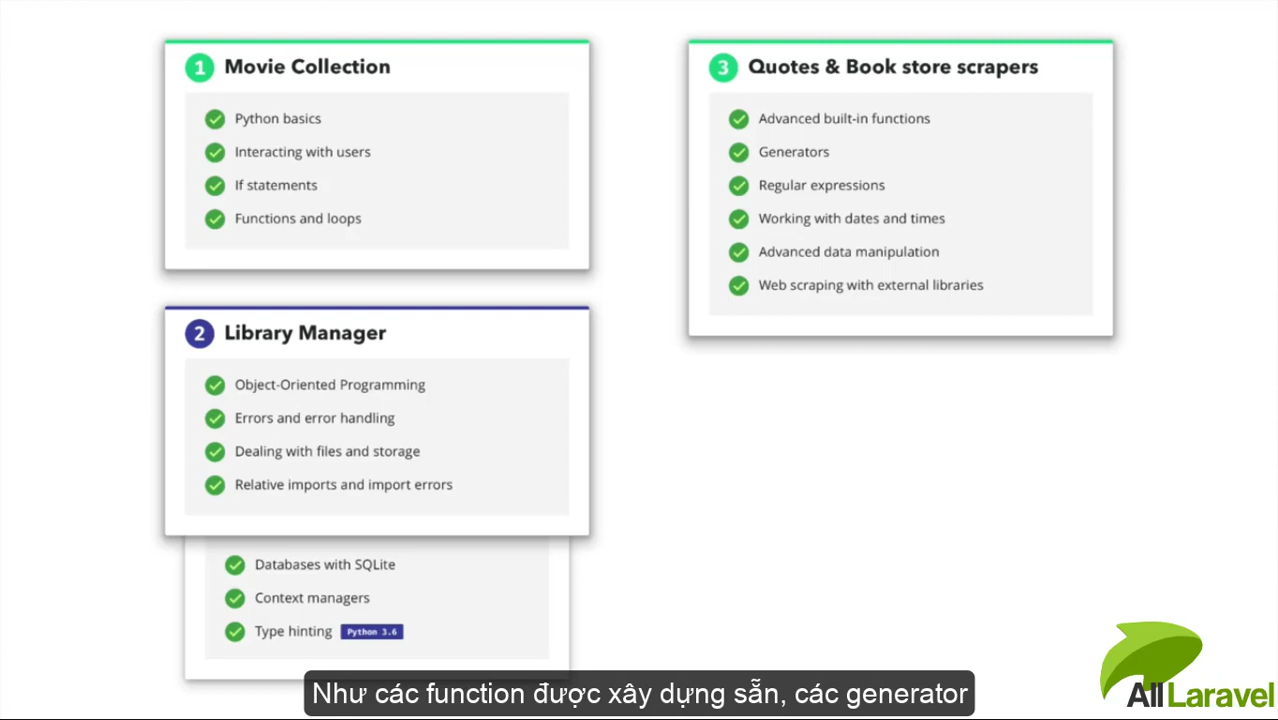 1 Movie Collection
Python basics
Interacting with users
If statements
Functions and loops
2 Library Manager
Object-Oriented Programming
Errors and error handling
Dealing with files and storage
Relative imports and import errors
Databases with SQLite
Context managers
Type hinting Python 3.6
3 Quotes & Book store scrapers
Advanced built-in functions
Generators
Regular expressions
Working with dates and times
Advanced data manipulation
Web scraping with external libraries
Như các function được xây dựng sẵn, các generator
AllLaravel